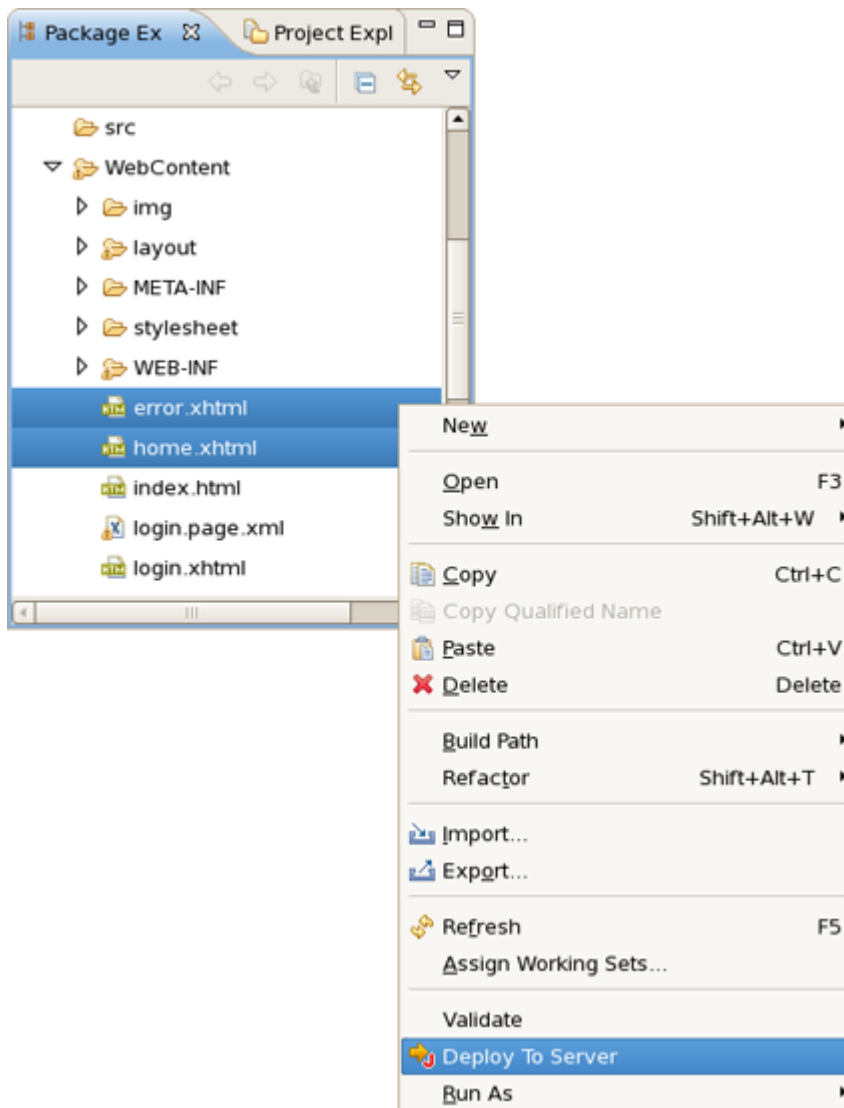 Package Ex Project Expl
src
WebContent
img
layout
META-INF
stylesheet
WEB-INF
error.xhtml
home.xhtml
index.html
login.page.xml
login.xhtml
New
Open F3
Show In Shift+Alt+W
Copy Ctrl+C
Copy Qualified Name
Paste Ctrl+V
Delete Delete
Build Path
Refactor Shift+Alt+T
Import...
Export...
Refresh F5
Assign Working Sets...
Validate
Deploy To Server
Run As